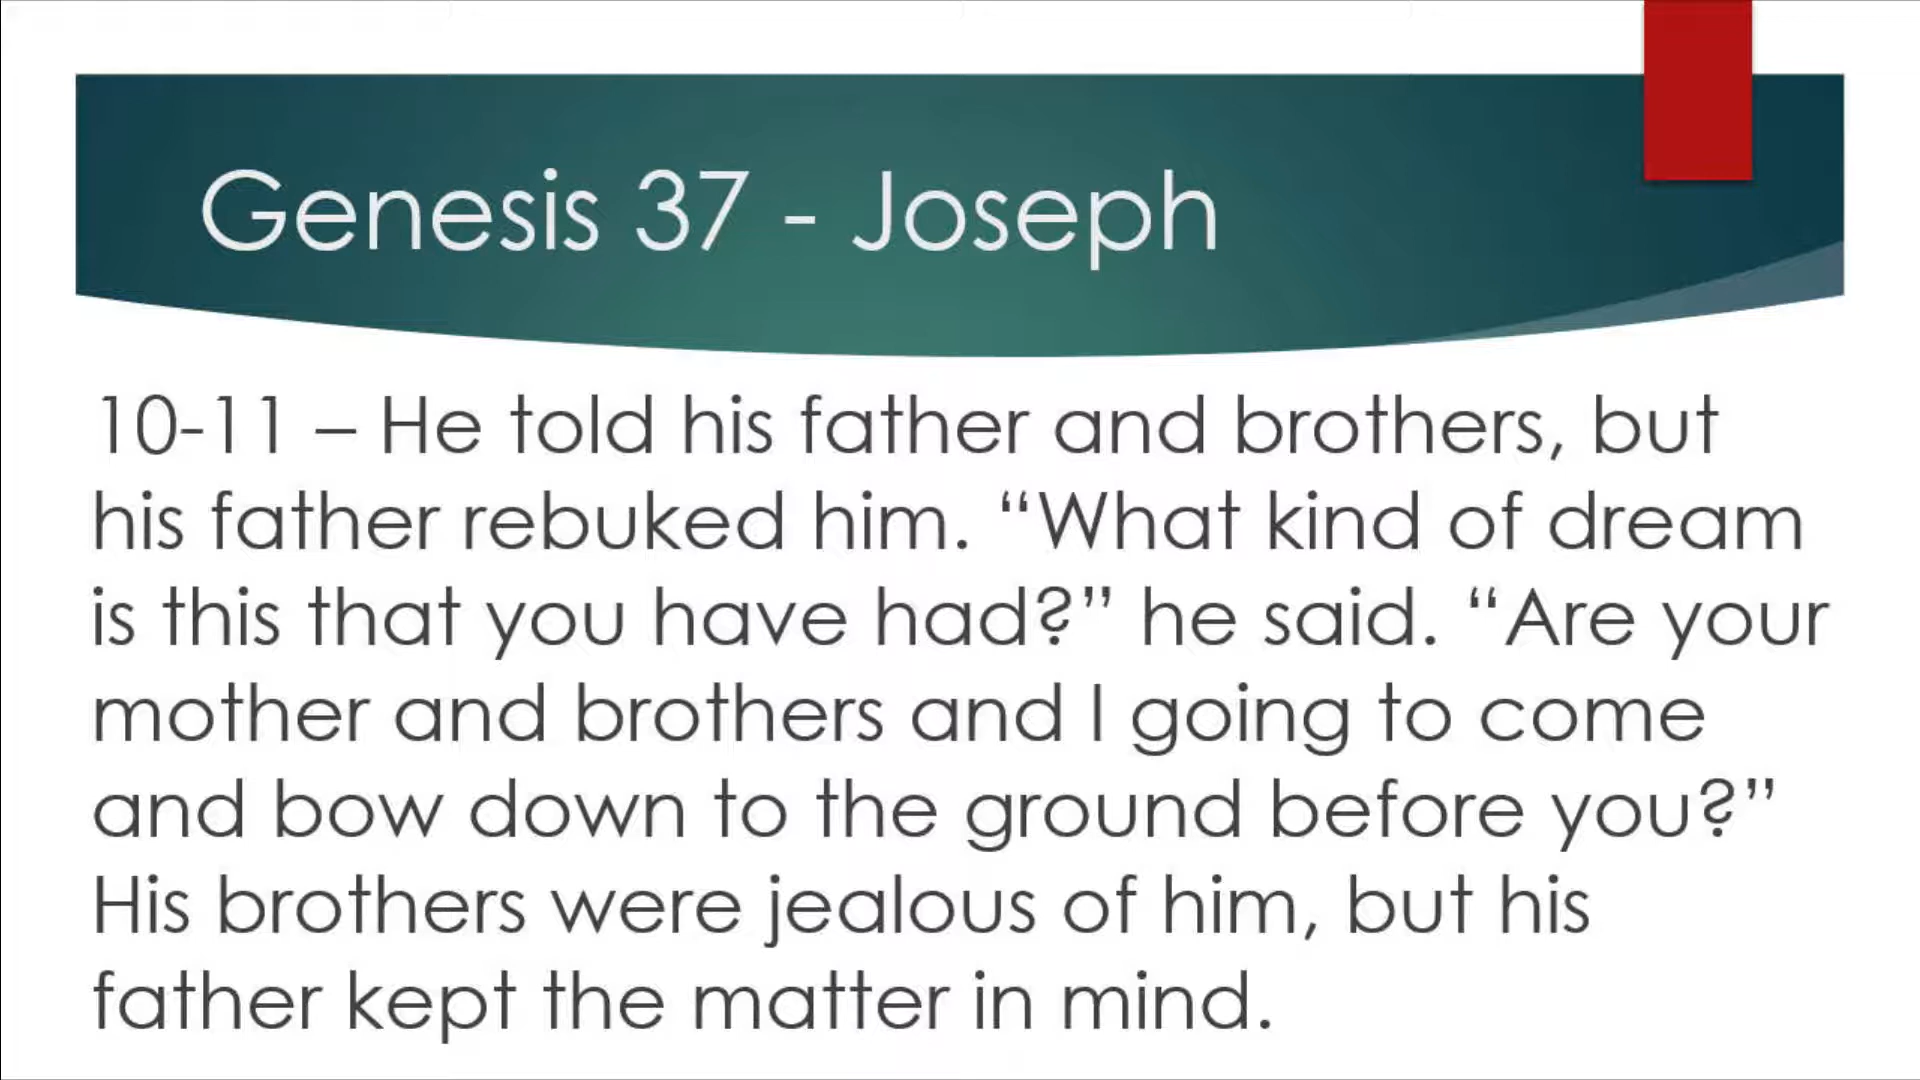 Genesis 37 - Joseph
10-11 – He told his father and brothers, but
his father rebuked him. “What kind of dream
is this that you have had?” he said. “Are your
mother and brothers and I going to come
and bow down to the ground before you?”
His brothers were jealous of him, but his
father kept the matter in mind.